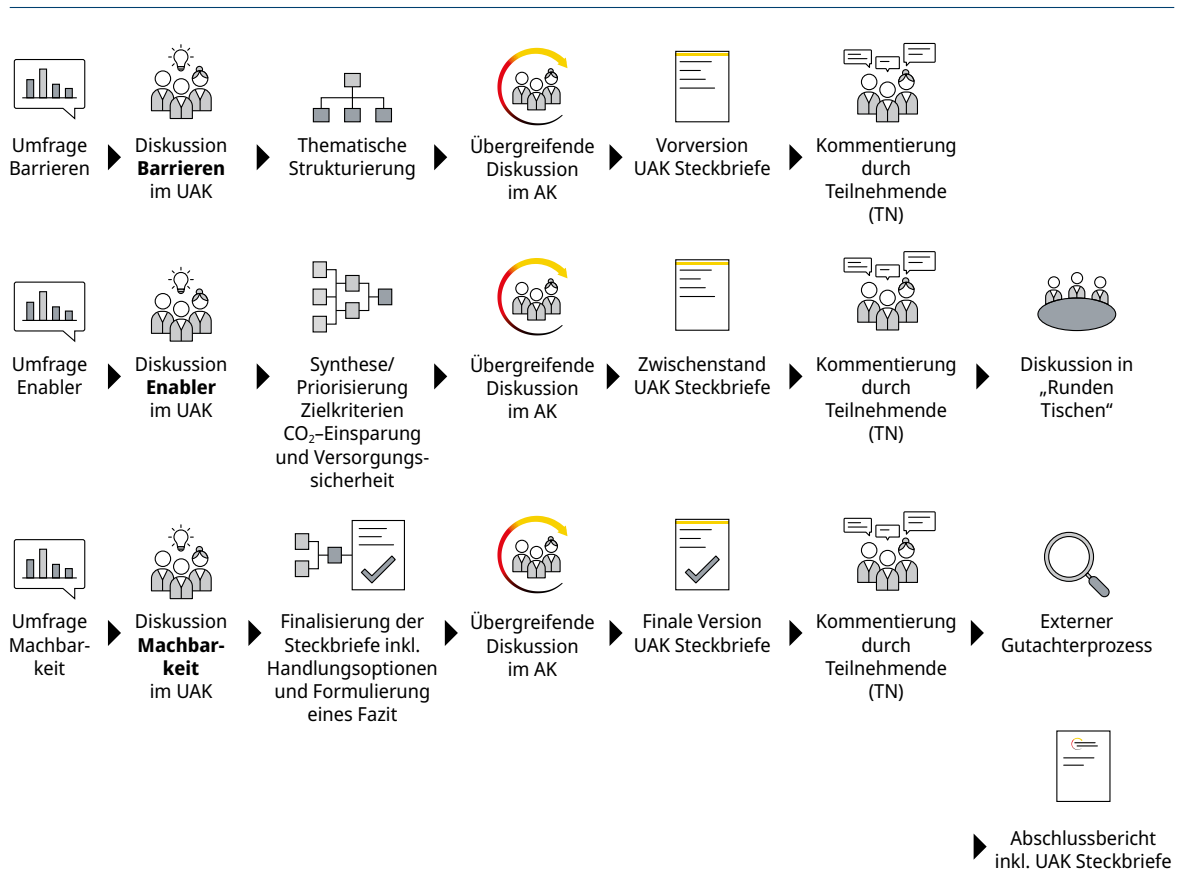 Umfrage
Barrieren
Diskussion
Barrieren
im UAK
Thematische
Strukturierung
Übergreifende
Diskussion
im AK
Vorversion
UAK Steckbriefe
Kommentierung
durch
Teilnehmende
(TN)
Umfrage
Enabler
Diskussion
Enabler
im UAK
Synthese/
Priorisierung
Zielkriterien
CO₂–Einsparung
und Versorgungs-
sicherheit
Übergreifende
Diskussion
im AK
Zwischenstand
UAK Steckbriefe
Kommentierung
durch
Teilnehmende
(TN)
Diskussion in
„Runden
Tischen“
Umfrage
Machbar-
keit
Diskussion
Machbar-
keit
im UAK
Finalisierung der
Steckbriefe inkl.
Handlungsoptionen
und Formulierung
eines Fazit
Übergreifende
Diskussion
im AK
Finale Version
UAK Steckbriefe
Kommentierung
durch
Teilnehmende
(TN)
Externer
Gutachterprozess
Abschlussbericht
inkl. UAK Steckbriefe